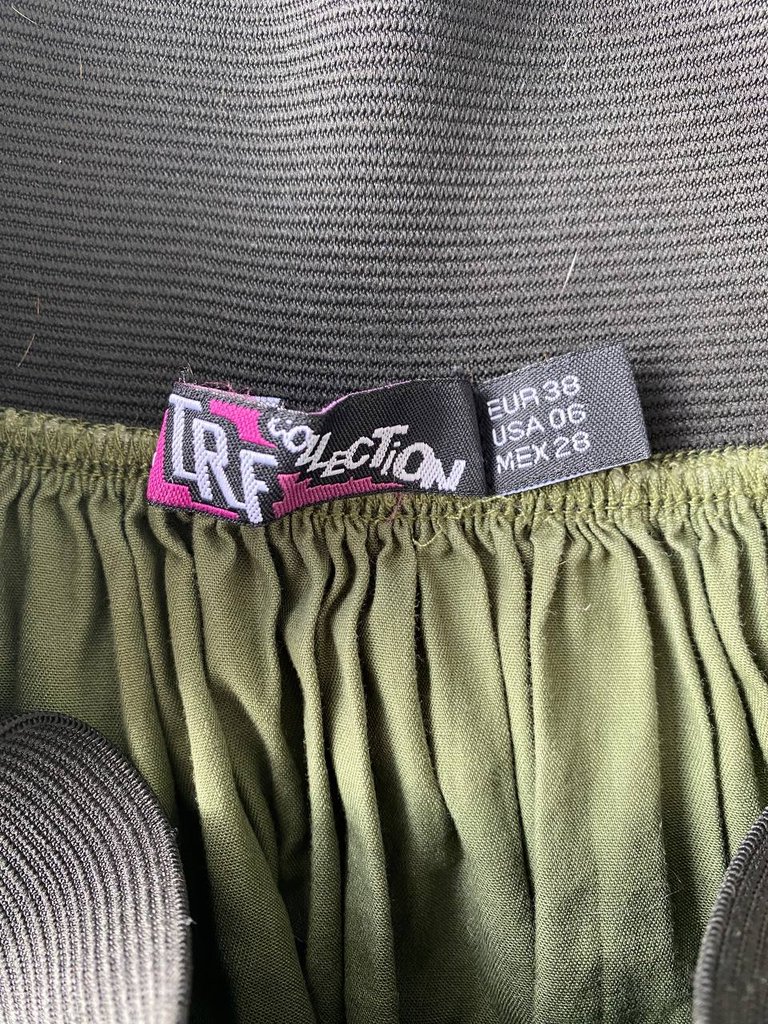 TRF COLLECTION
EUR 38
USA 06
MEX 28